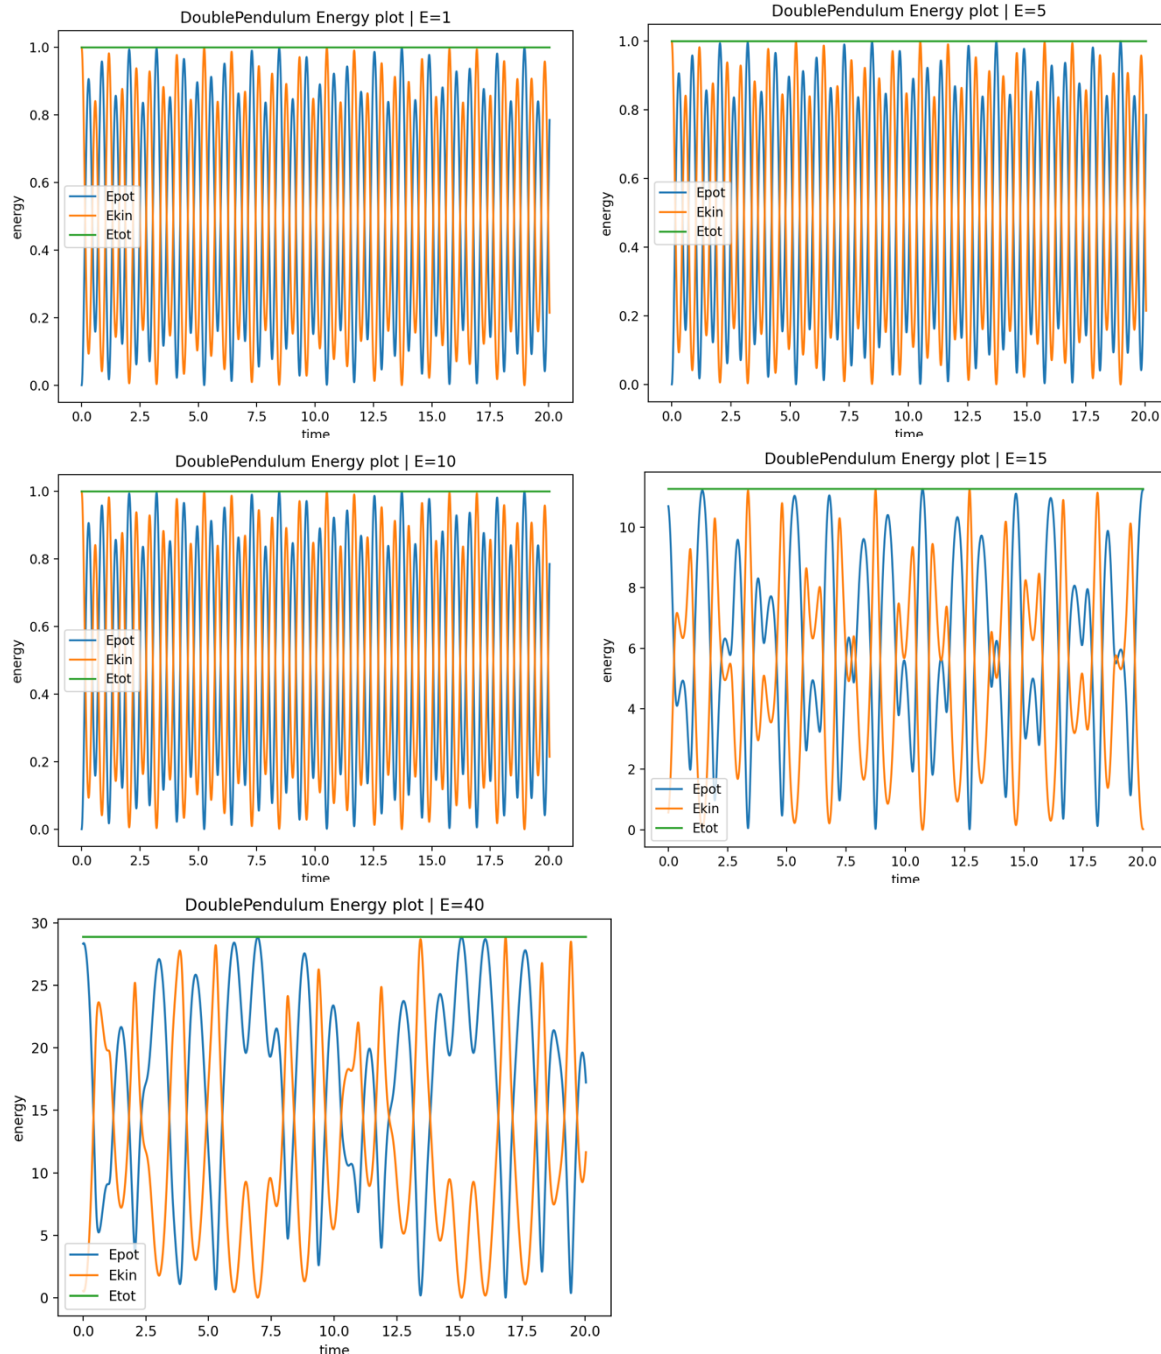 DoublePendulum Energy plot | E=1
1.0
0.8
0.6
0.4
0.2
0.0
energy
Epot
Ekin
Etot
0.0 2.5 5.0 7.5 10.0 12.5 15.0 17.5 20.0
time
DoublePendulum Energy plot | E=5
1.0
0.8
0.6
0.4
0.2
0.0
energy
Epot
Ekin
Etot
0.0 2.5 5.0 7.5 10.0 12.5 15.0 17.5 20.0
time
DoublePendulum Energy plot | E=10
1.0
0.8
0.6
0.4
0.2
0.0
energy
Epot
Ekin
Etot
0.0 2.5 5.0 7.5 10.0 12.5 15.0 17.5 20.0
time
DoublePendulum Energy plot | E=15
10
8
6
4
2
0
energy
Epot
Ekin
Etot
0.0 2.5 5.0 7.5 10.0 12.5 15.0 17.5 20.0
time
DoublePendulum Energy plot | E=40
30
25
20
15
10
5
0
energy
Epot
Ekin
Etot
0.0 2.5 5.0 7.5 10.0 12.5 15.0 17.5 20.0
time